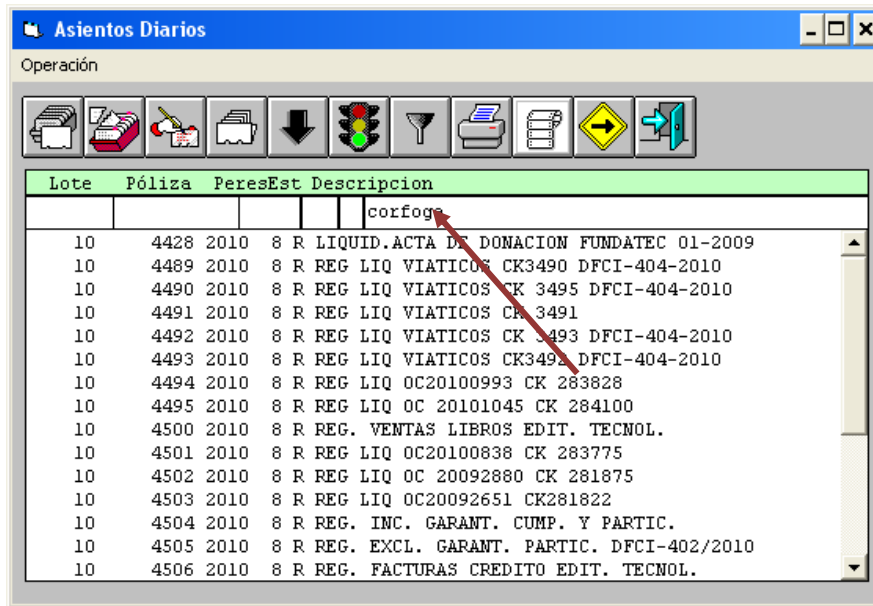 Asientos Diarios
Operación
Lote Póliza PeresEst Descripcion
corfoga
10 4428 2010 8 R LIQUID.ACTA DE DONACION FUNDATEC 01-2009
10 4489 2010 8 R REG LIQ VIATICOS CK3490 DFCI-404-2010
10 4490 2010 8 R REG LIQ VIATICOS CK 3495 DFCI-404-2010
10 4491 2010 8 R REG LIQ VIATICOS CK 3491
10 4492 2010 8 R REG LIQ VIATICOS CK 3493 DFCI-404-2010
10 4493 2010 8 R REG LIQ VIATICOS CK3492 DFCI-404-2010
10 4494 2010 8 R REG LIQ OC20100993 CK 283828
10 4495 2010 8 R REG LIQ OC 20101045 CK 284100
10 4500 2010 8 R REG. VENTAS LIBROS EDIT. TECNOL.
10 4501 2010 8 R REG LIQ OC20100838 CK 283775
10 4502 2010 8 R REG LIQ OC 20092880 CK 281875
10 4503 2010 8 R REG LIQ OC20092651 CK281822
10 4504 2010 8 R REG. INC. GARANT. CUMP. Y PARTIC.
10 4505 2010 8 R REG. EXCL. GARANT. PARTIC. DFCI-402/2010
10 4506 2010 8 R REG. FACTURAS CREDITO EDIT. TECNOL.